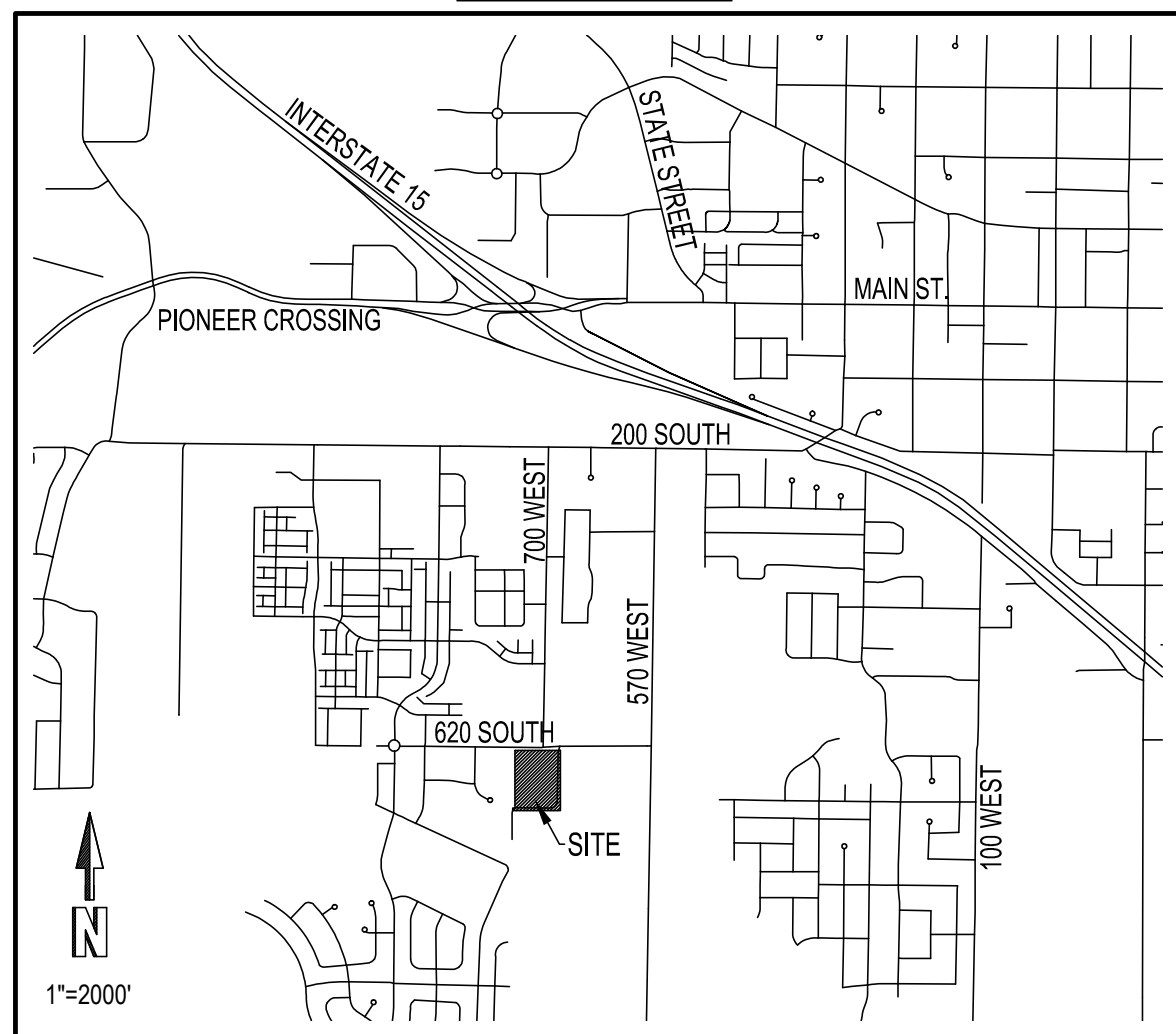 INTERSTATE 15
STATE STREET
MAIN ST.
PIONEER CROSSING
200 SOUTH
700 WEST
570 WEST
620 SOUTH
100 WEST
SITE
N
1"=2000'